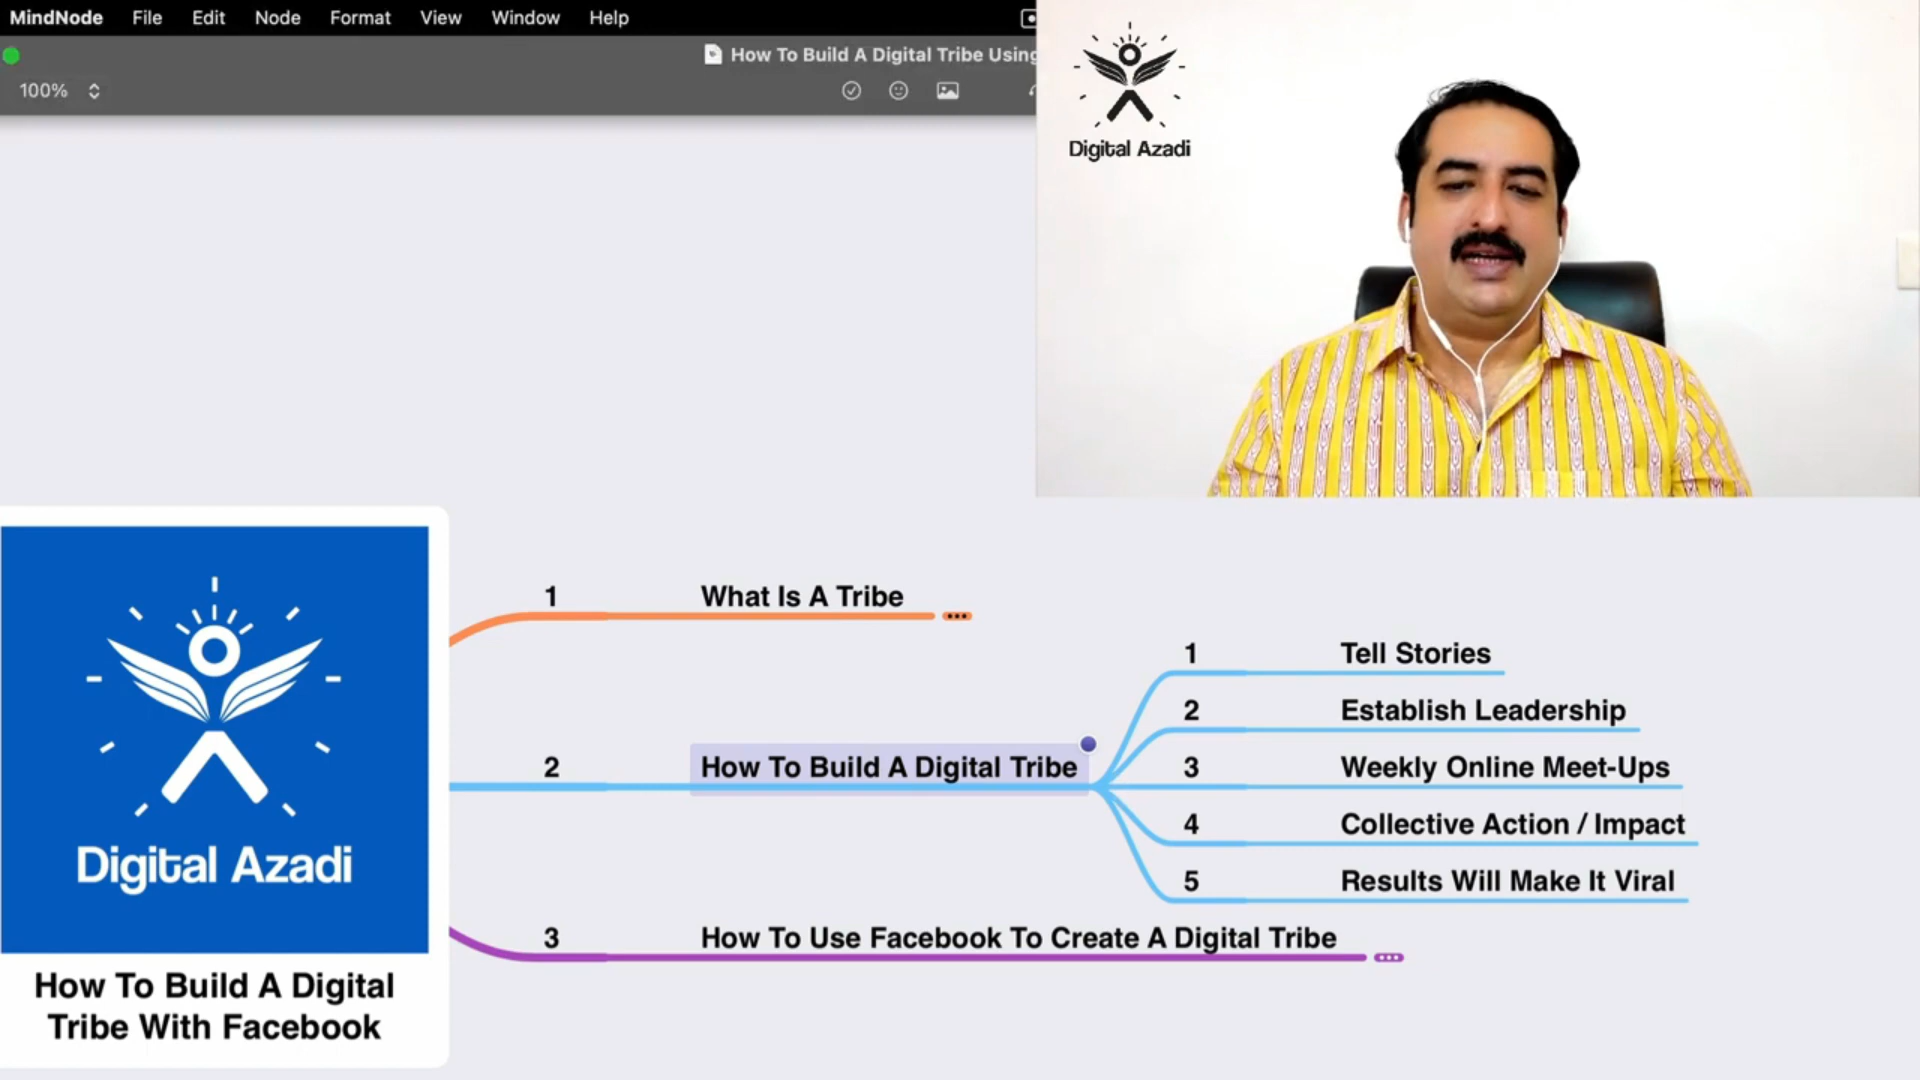 MindNode File Edit Node Format View Window Help
How To Build A Digital Tribe Using
100%
Digital Azadi
Digital Azadi
How To Build A Digital
Tribe With Facebook
1 What Is A Tribe
2 How To Build A Digital Tribe
1 Tell Stories
2 Establish Leadership
3 Weekly Online Meet-Ups
4 Collective Action / Impact
5 Results Will Make It Viral
3 How To Use Facebook To Create A Digital Tribe